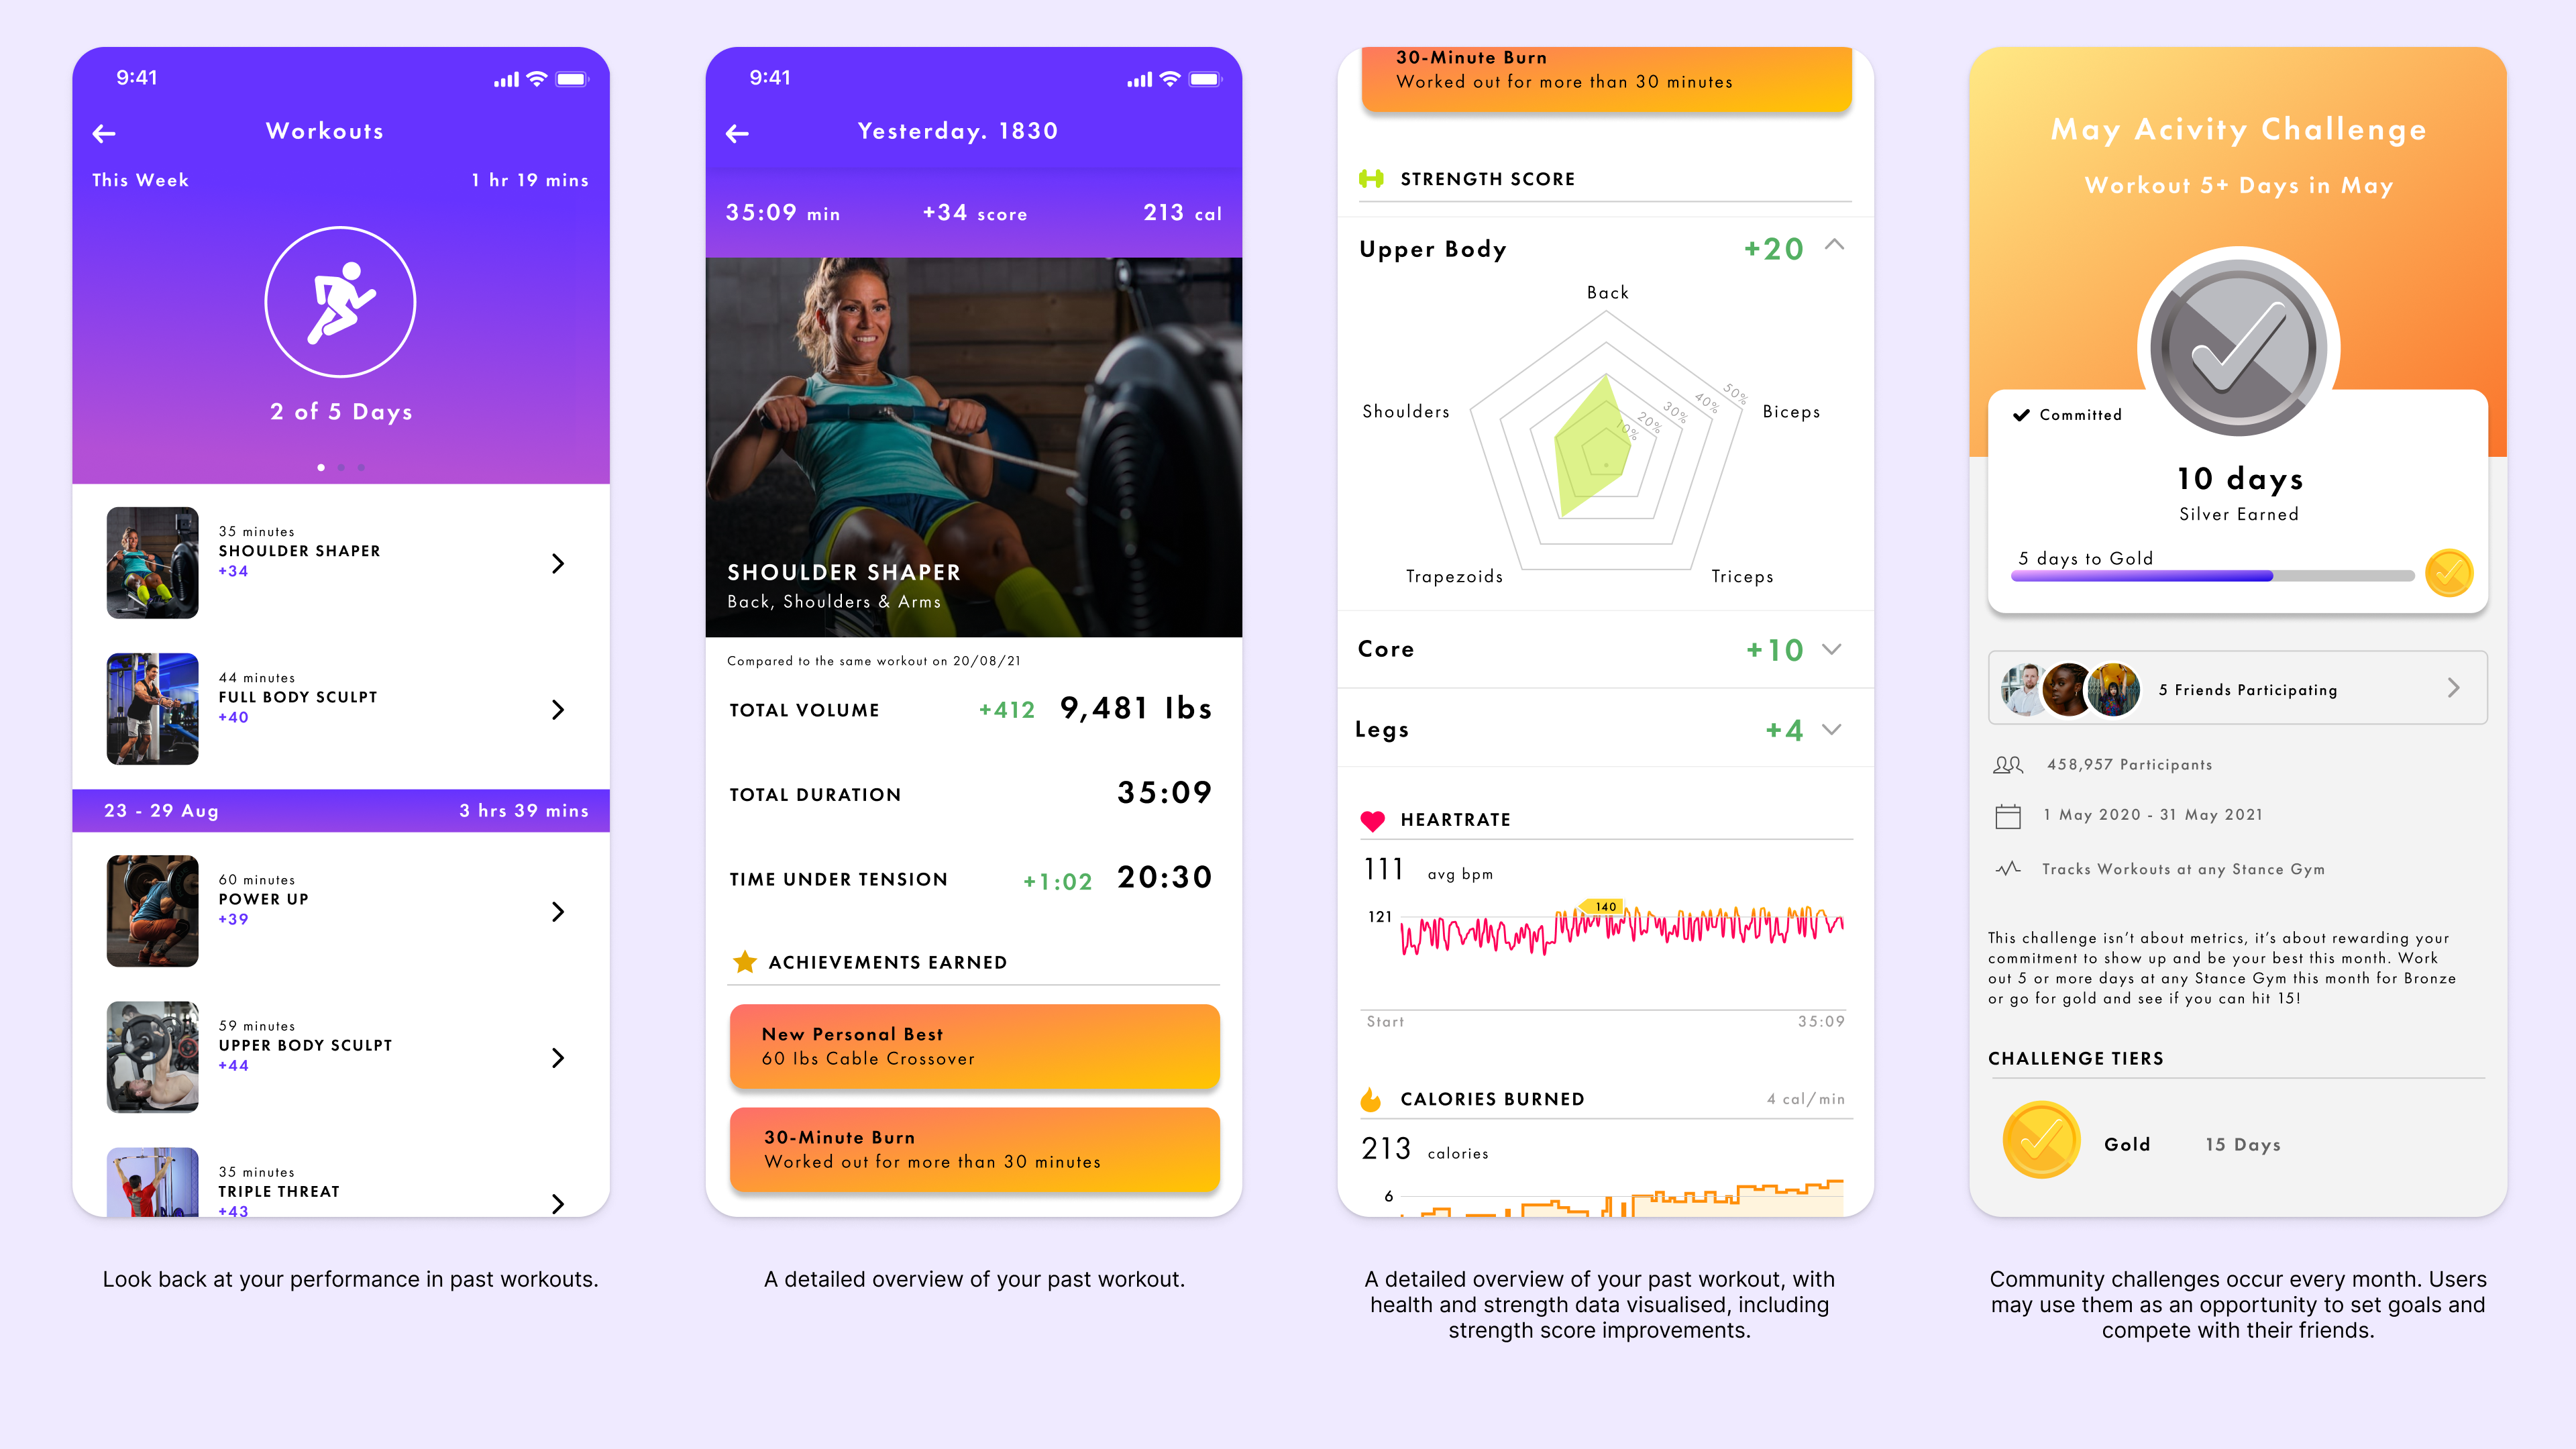 9:41
Workouts
This Week 1 hr 19 mins
2 of 5 Days
35 minutes
SHOULDER SHAPER
+34
44 minutes
FULL BODY SCULPT
+40
23 - 29 Aug 3 hrs 39 mins
60 minutes
POWER UP
+39
59 minutes
UPPER BODY SCULPT
+44
35 minutes
TRIPLE THREAT
+43
Look back at your performance in past workouts.
9:41
Yesterday. 1830
35:09 min +34 score 213 cal
SHOULDER SHAPER
Back, Shoulders & Arms
Compared to the same workout on 20/08/21
TOTAL VOLUME +412 9,481 lbs
TOTAL DURATION 35:09
TIME UNDER TENSION +1:02 20:30
ACHIEVEMENTS EARNED
New Personal Best
60 lbs Cable Crossover
30-Minute Burn
Worked out for more than 30 minutes
A detailed overview of your past workout.
30-Minute Burn
Worked out for more than 30 minutes
STRENGTH SCORE
Upper Body +20
Back
50%
40%
30%
20%
10%
Shoulders Biceps
Trapezoids Triceps
Core +10
Legs +4
HEARTRATE
111 avg bpm
140
121
Start 35:09
CALORIES BURNED 4 cal/min
213 calories
6
A detailed overview of your past workout, with
health and strength data visualised, including
strength score improvements.
May Acivity Challenge
Workout 5+ Days in May
Committed
10 days
Silver Earned
5 days to Gold
5 Friends Participating
458,957 Participants
1 May 2020 - 31 May 2021
Tracks Workouts at any Stance Gym
This challenge isn't about metrics, it's about rewarding your
commitment to show up and be your best this month. Work
out 5 or more days at any Stance Gym this month for Bronze
or go for gold and see if you can hit 15!
CHALLENGE TIERS
Gold 15 Days
Community challenges occur every month. Users
may use them as an opportunity to set goals and
compete with their friends.